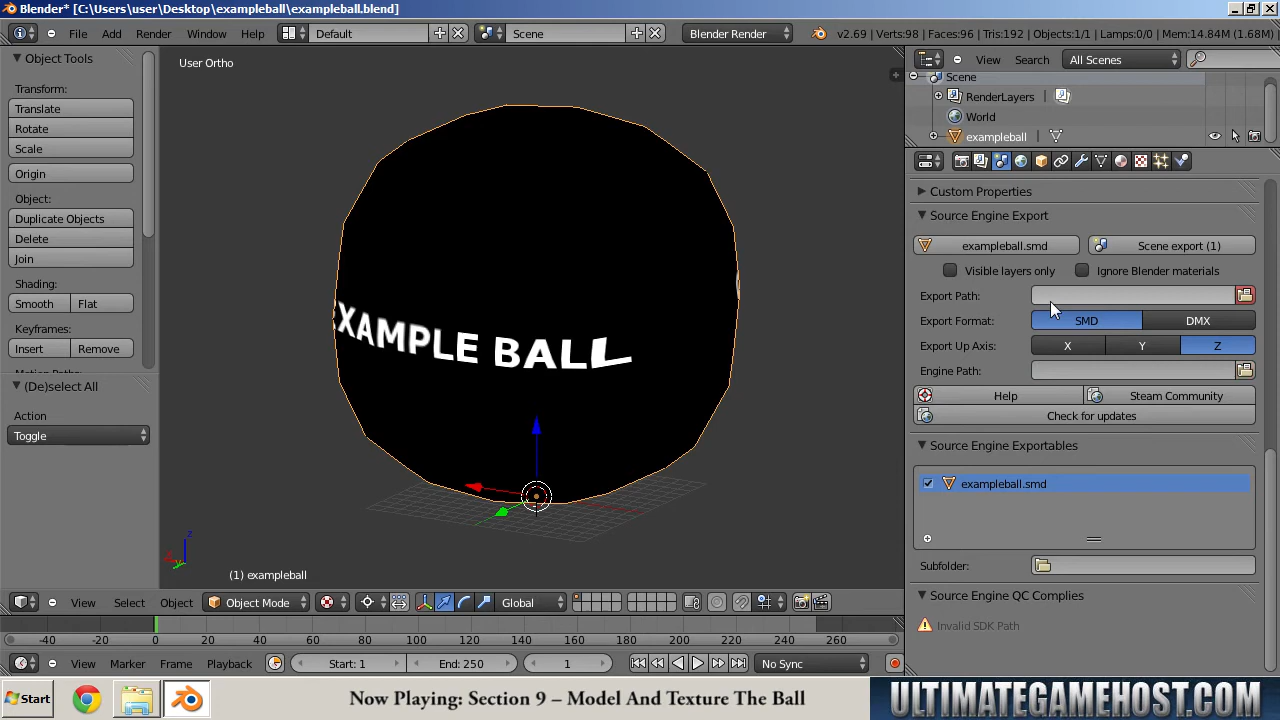 Blender* [C:\Users\user\Desktop\exampleball\exampleball.blend]
File Add Render Window Help Default Scene Blender Render v2.69 | Verts:98 | Faces:96 | Tris:192 | Objects:1/1 | Lamps:0/0 | Mem:14.84M (1.68M) |
Object Tools
Transform:
Translate
Rotate
Scale
Origin
Object:
Duplicate Objects
Delete
Join
Shading:
Smooth Flat
Keyframes:
Insert Remove
(De)select All
Action
Toggle
User Ortho
XAMPLE BALL
z
y
(1) exampleball
View Select Object Object Mode Global
View Search All Scenes
Scene
RenderLayers |
World
exampleball |
Custom Properties
Source Engine Export
exampleball.smd Scene export (1)
Visible layers only Ignore Blender materials
Export Path:
Export Format: SMD DMX
Export Up Axis: X Y Z
Engine Path:
Help Steam Community
Check for updates
Source Engine Exportables
exampleball.smd
Subfolder:
Source Engine QC Complies
Invalid SDK Path
-40 -20 0 20 40 60 80 100 120 140 160 180 200 220 240 260
View Marker Frame Playback Start: 1 End: 250 1 No Sync
Start
Now Playing: Section 9 – Model And Texture The Ball
ULTIMATEGAMEHOST.COM